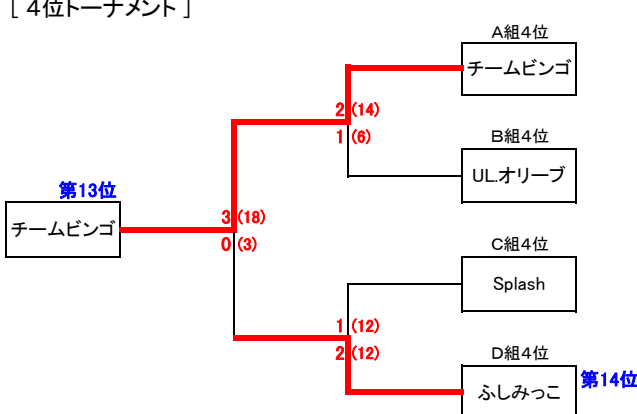 [ 4位トーナメント ]
A組4位
チームビンゴ
2 (14)
1 (6)
B組4位
UL.オリーブ
第13位
チームビンゴ
3 (18)
0 (3)
C組4位
Splash
1 (12)
2 (12)
D組4位
ふしみっこ
第14位